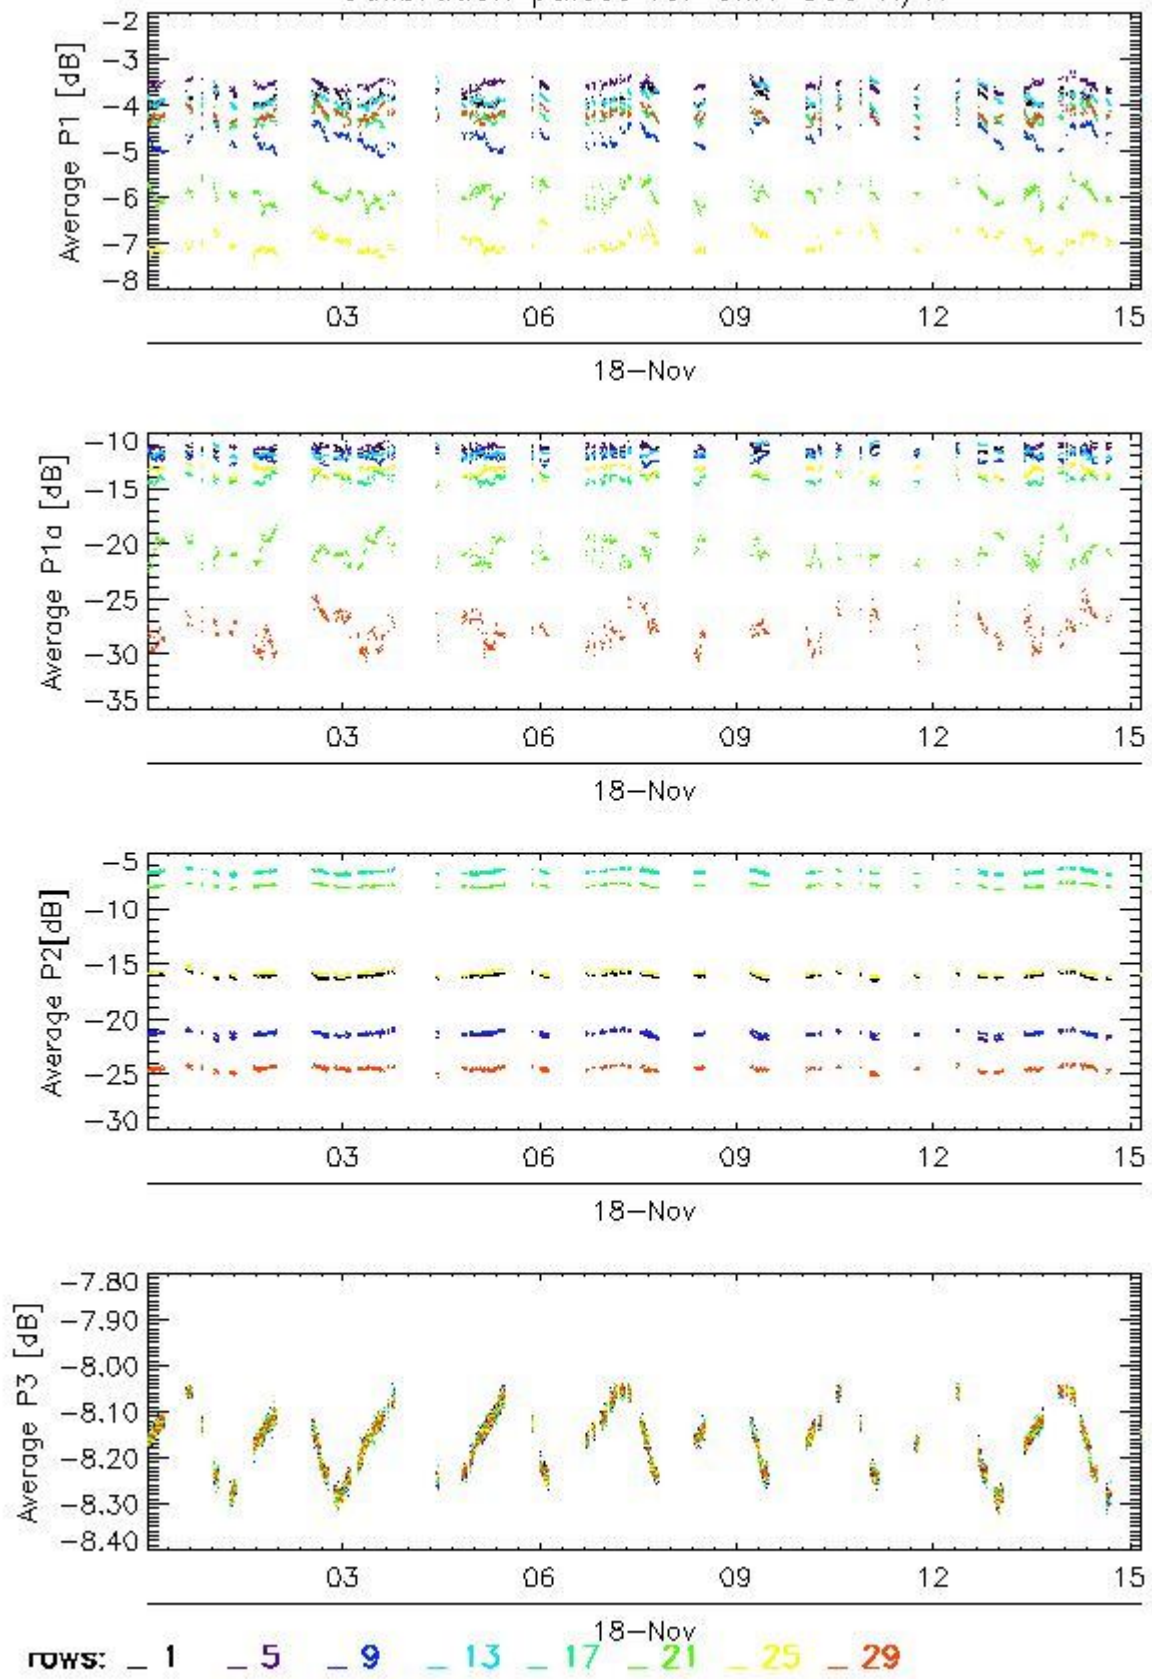 -2
-3
-4
-5
-6
-7
-8
Average P1 [dB]
03 06 09 12 15
18-Nov
-10
-15
-20
-25
-30
-35
Average P1a [dB]
03 06 09 12 15
18-Nov
-5
-10
-15
-20
-25
-30
Average P2[dB]
03 06 09 12 15
18-Nov
-7.80
-7.90
-8.00
-8.10
-8.20
-8.30
-8.40
Average P3 [dB]
03 06 09 12 15
18-Nov
rows: _ 1 _ 5 _ 9 _ 13 _ 17 _ 21 _ 25 _ 29